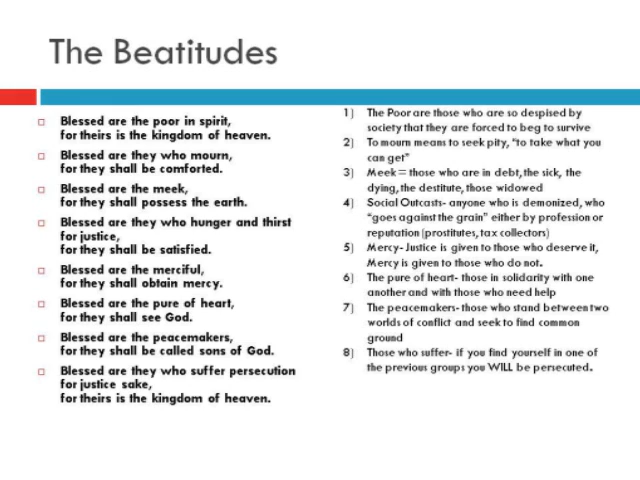 The Beatitudes
Blessed are the poor in spirit,
for theirs is the kingdom of heaven.
Blessed are they who mourn,
for they shall be comforted.
Blessed are the meek,
for they shall possess the earth.
Blessed are they who hunger and thirst
for justice,
for they shall be satisfied.
Blessed are the merciful,
for they shall obtain mercy.
Blessed are the pure of heart,
for they shall see God.
Blessed are the peacemakers,
for they shall be called sons of God.
Blessed are they who suffer persecution
for justice sake,
for theirs is the kingdom of heaven.
1) The Poor are those who are so despised by
society that they are forced to beg to survive
2) To mourn means to seek pity, "to take what you
can get"
3) Meek = those who are in debt, the sick, the
dying, the destitute, those widowed
4) Social Outcasts- anyone who is demonized, who
"goes against the grain" either by profession or
reputation (prostitutes, tax collectors)
5) Mercy- Justice is given to those who deserve it,
Mercy is given to those who do not.
6) The pure of heart- those in solidarity with one
another and with those who need help
7) The peacemakers- those who stand between two
worlds of conflict and seek to find common
ground
8) Those who suffer- if you find yourself in one of
the previous groups you WILL be persecuted.